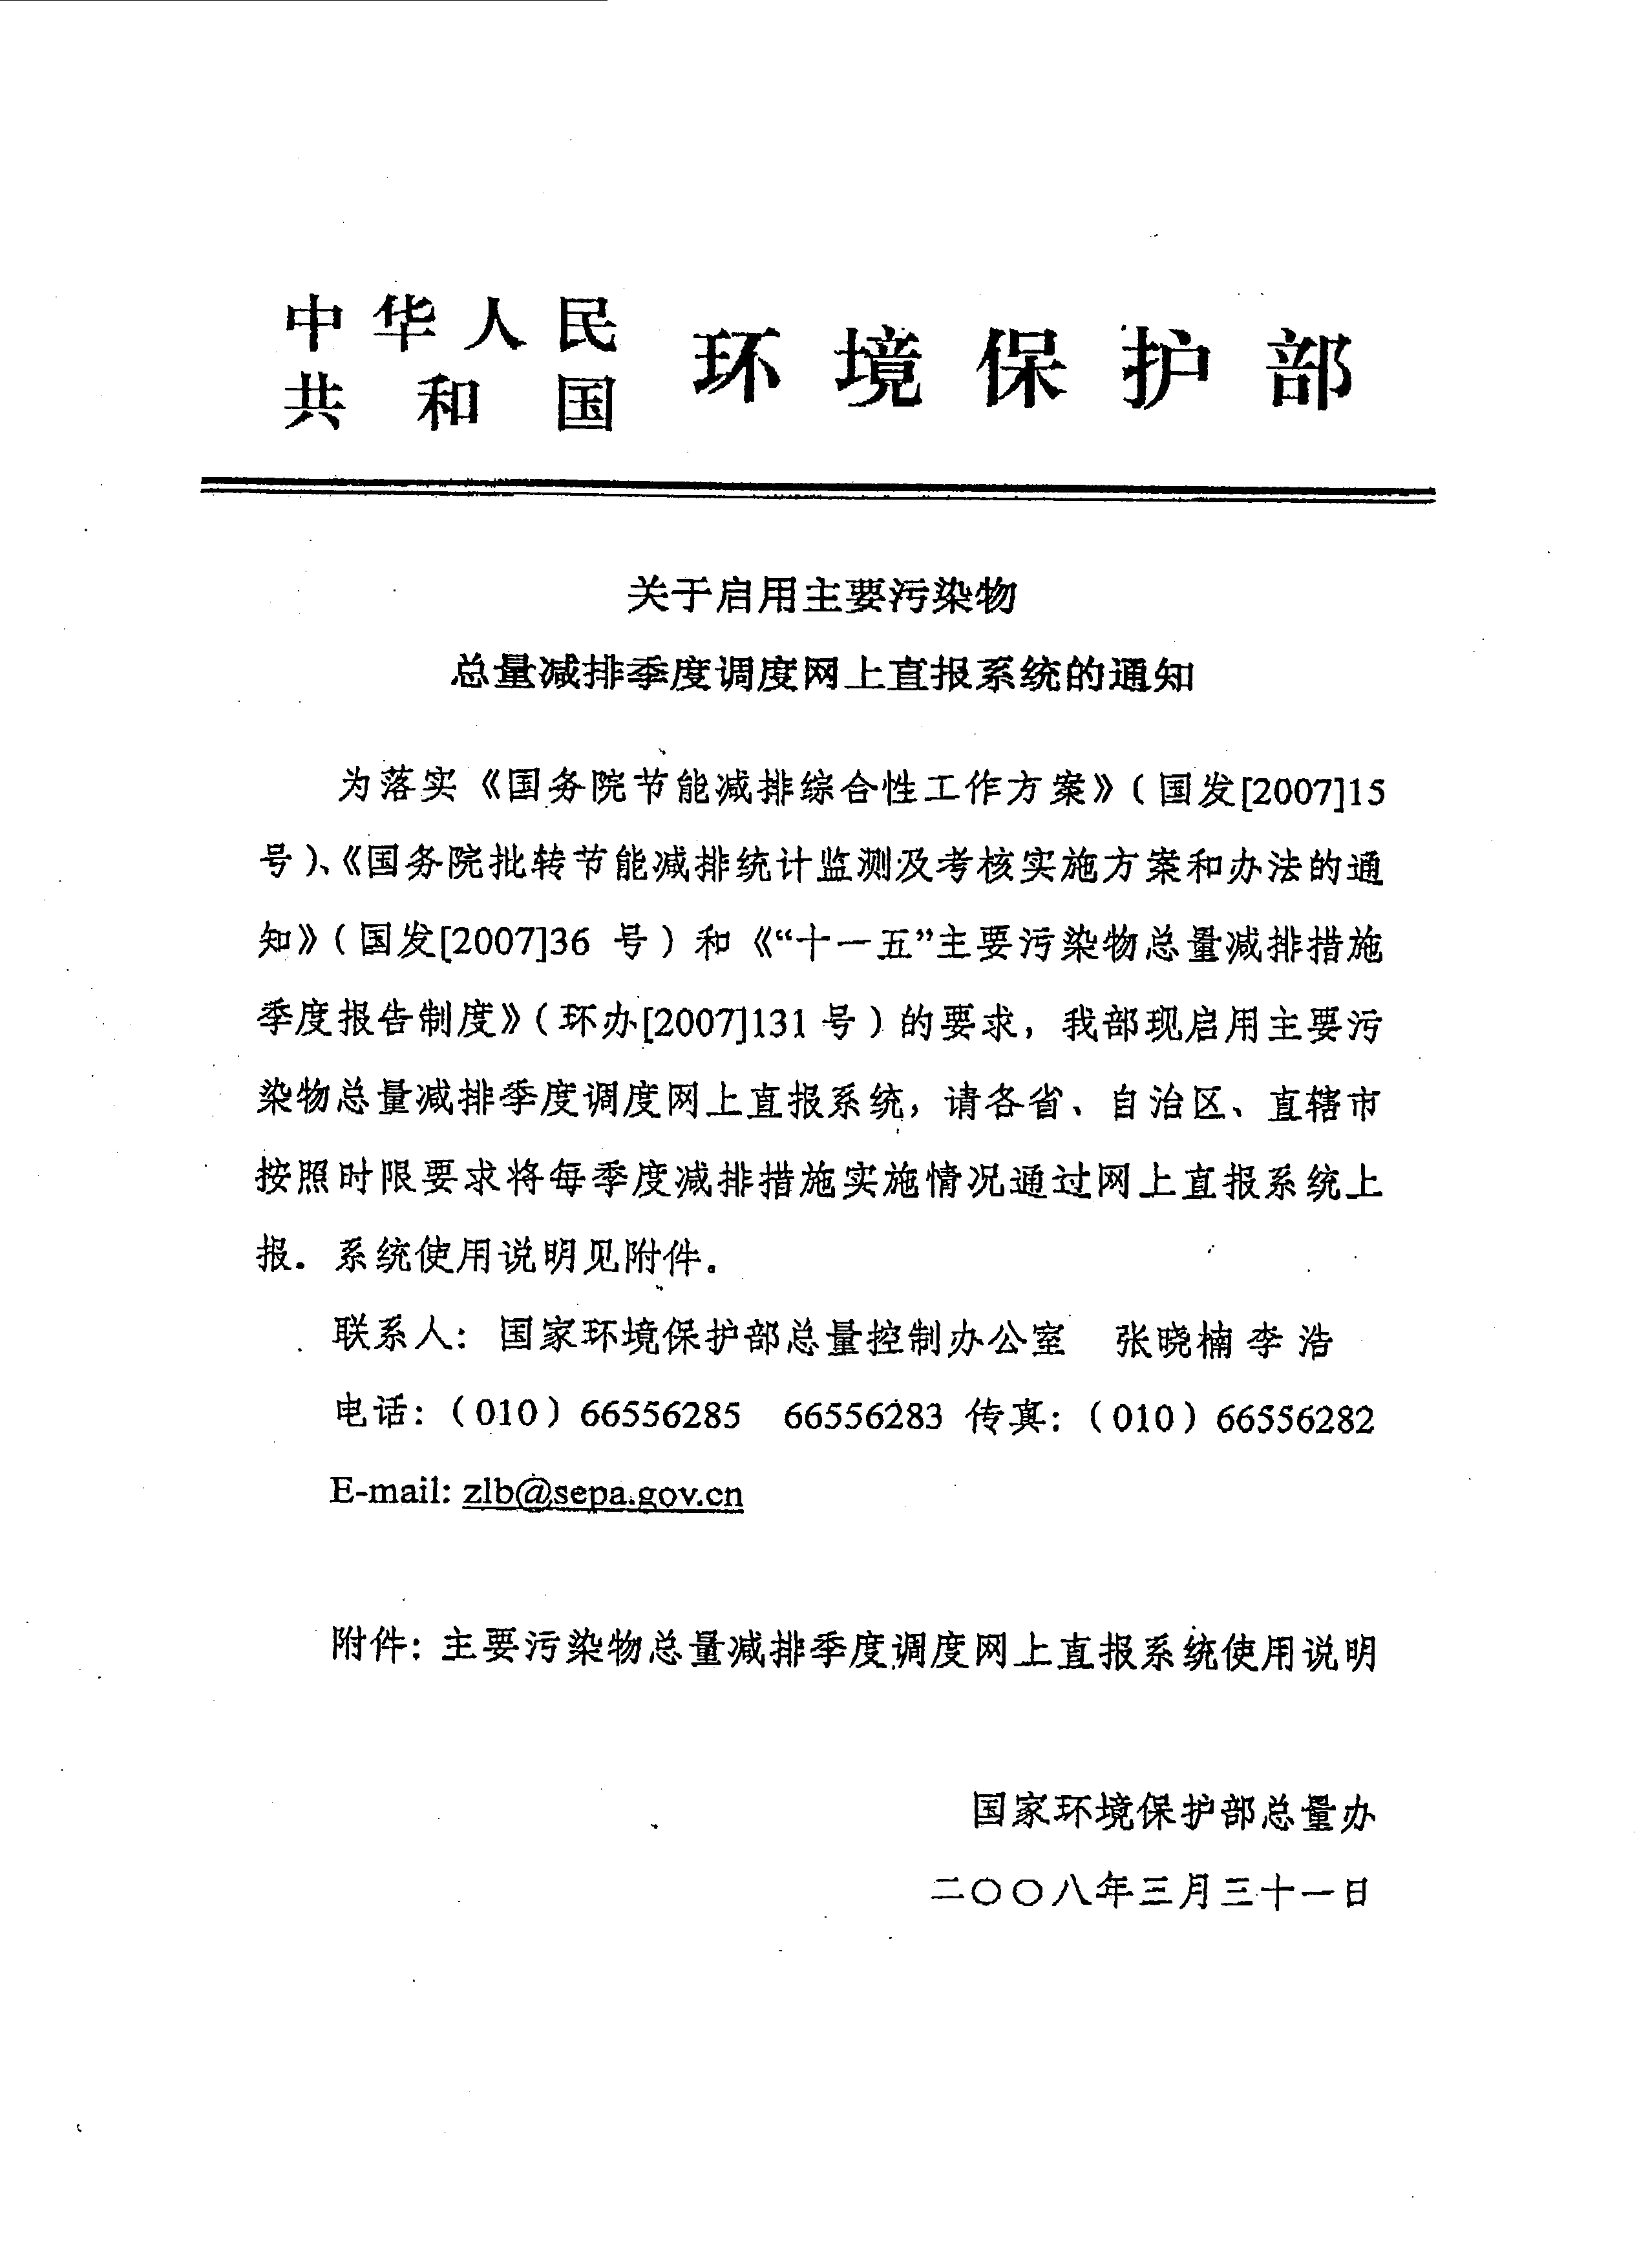 中华人民
共和国
环境保护部
关于启用主要污染物
总量减排季度调度网上直报系统的通知
为落实《国务院节能减排综合性工作方案》（国发[2007]15
号）、《国务院批转节能减排统计监测及考核实施方案和办法的通
知》（国发[2007]36 号）和《“十一五”主要污染物总量减排措施
季度报告制度》（环办[2007]131号）的要求，我部现启用主要污
染物总量减排季度调度网上直报系统，请各省、自治区、直辖市
按照时限要求将每季度减排措施实施情况通过网上直报系统上
报。系统使用说明见附件。
联系人：国家环境保护部总量控制办公室 张晓楠 李 浩
电话：（010）66556285 66556283 传真：（010）66556282
E-mail: zlb@sepa.gov.cn
附件：主要污染物总量减排季度调度网上直报系统使用说明
国家环境保护部总量办
二〇〇八年三月三十一日